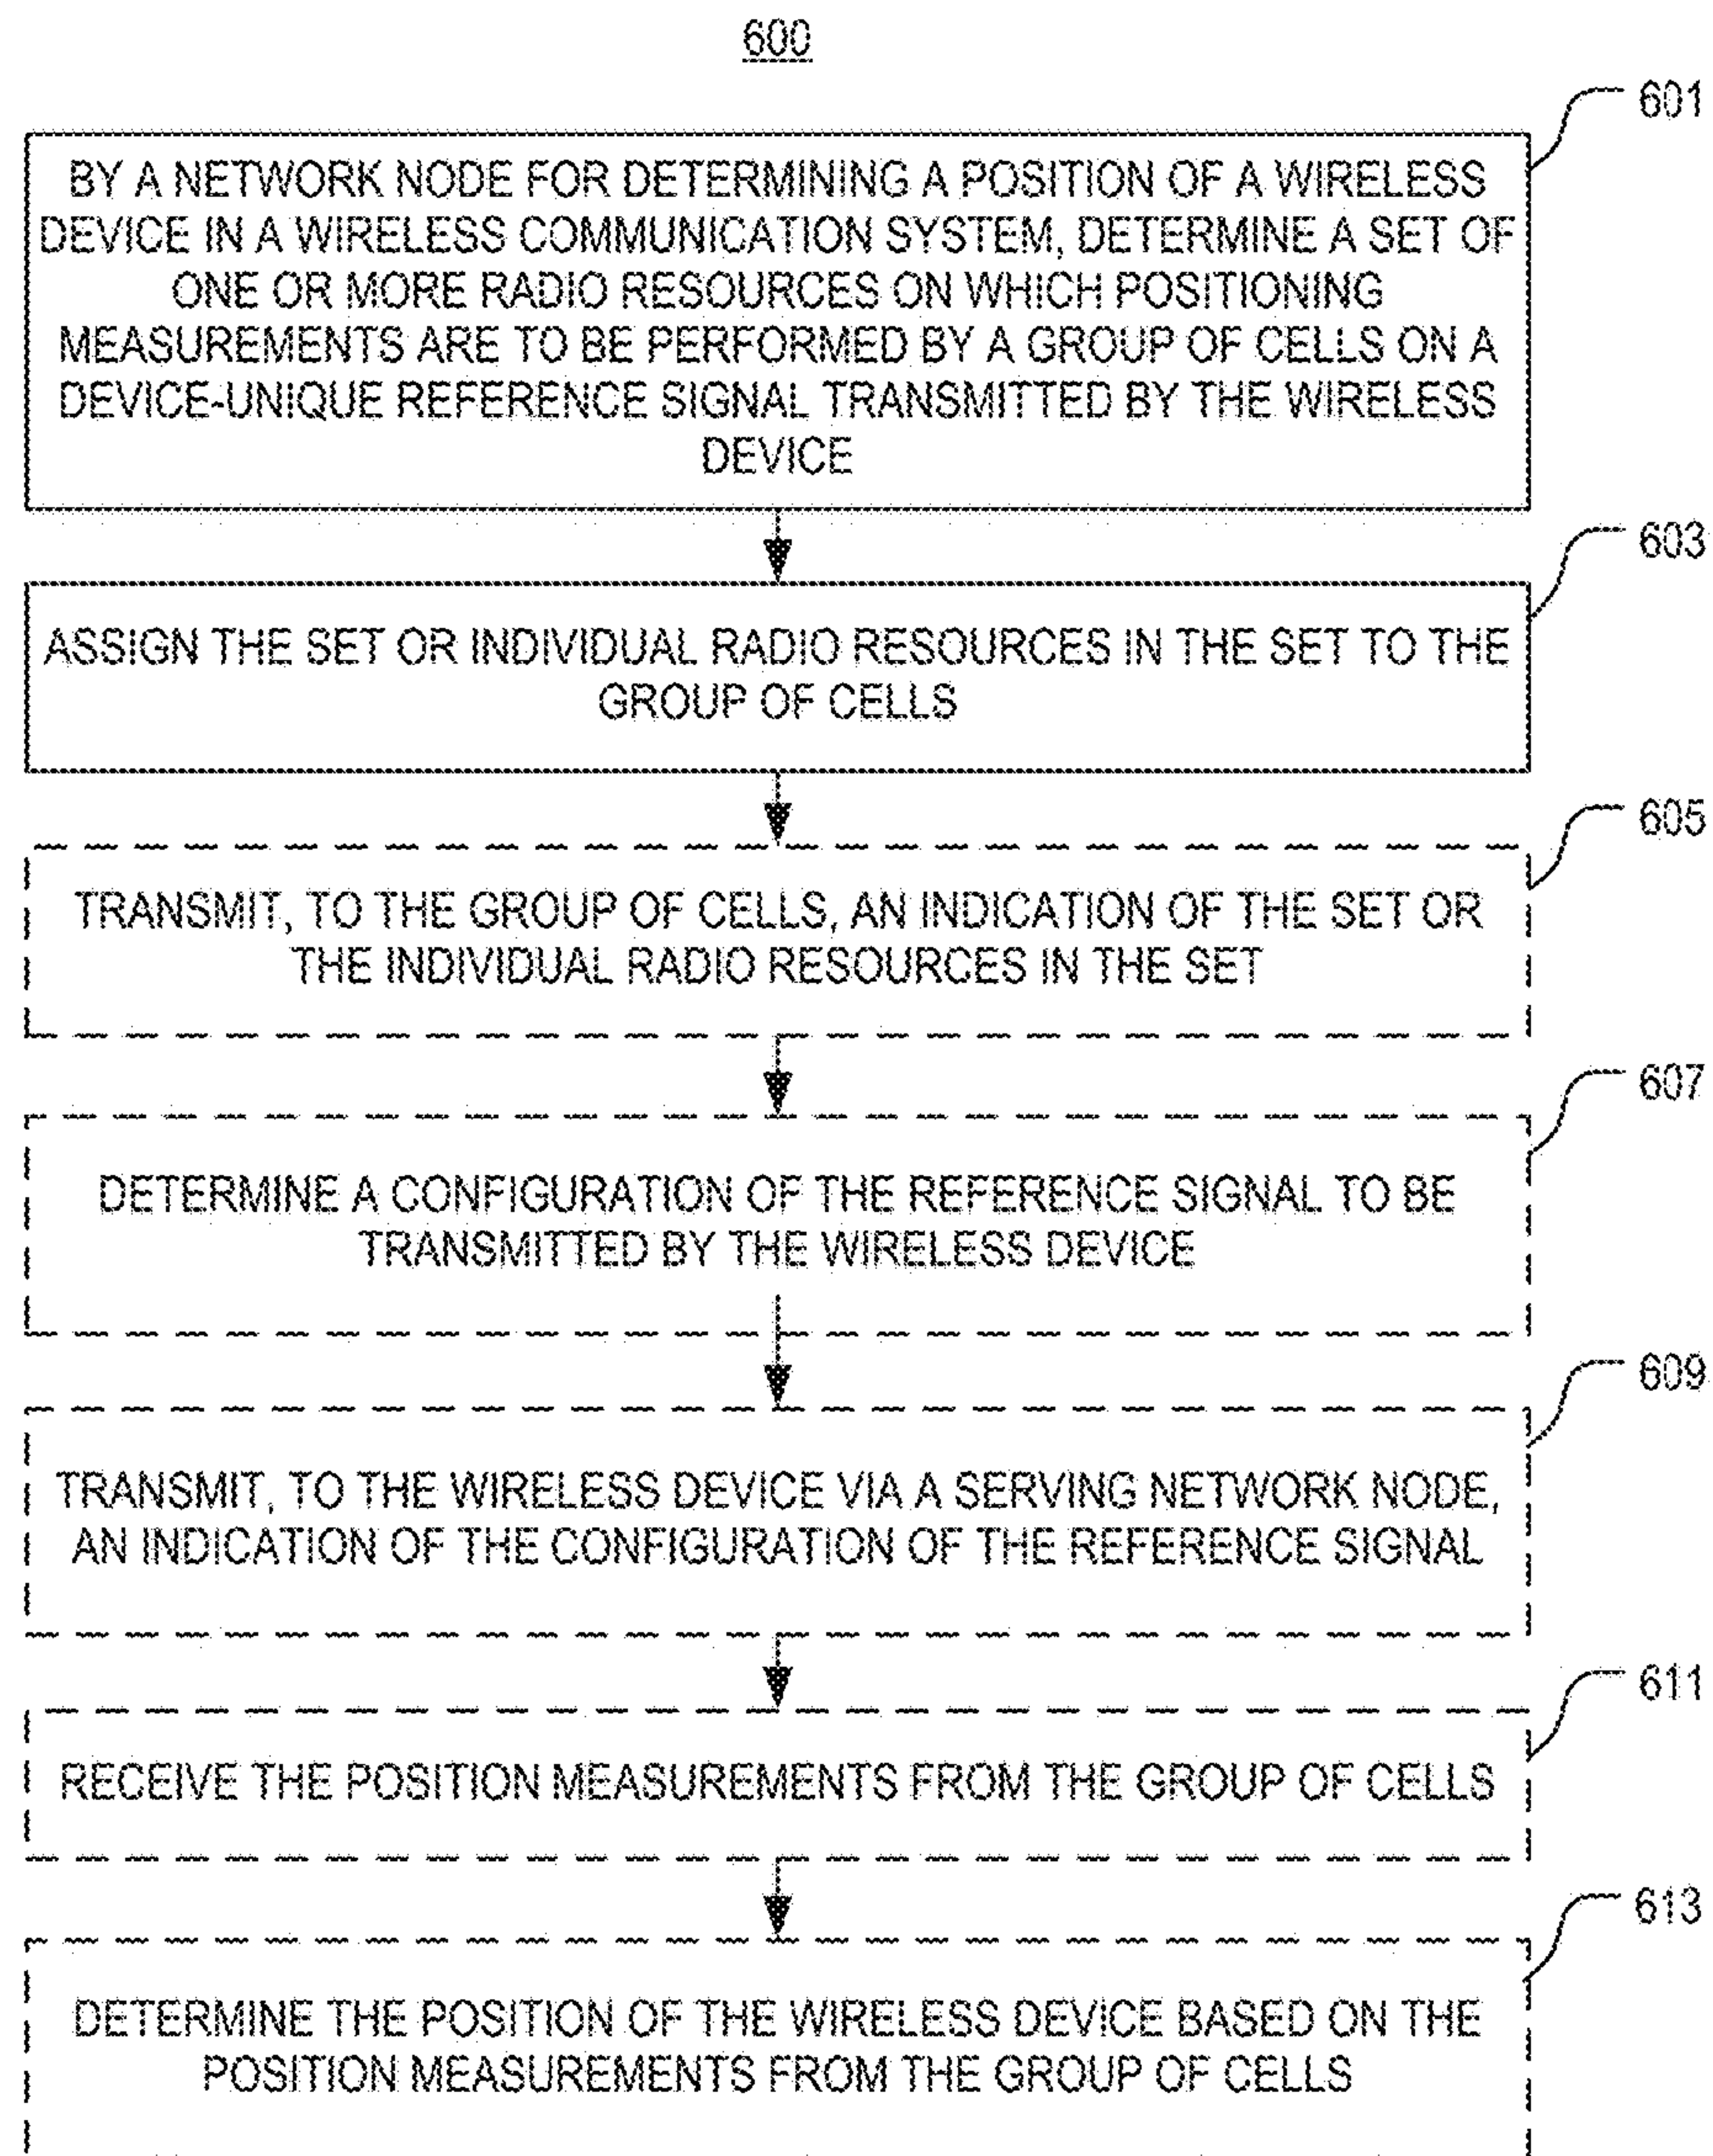 600
601
BY A NETWORK NODE FOR DETERMINING A POSITION OF A WIRELESS
DEVICE IN A WIRELESS COMMUNICATION SYSTEM, DETERMINE A SET OF
ONE OR MORE RADIO RESOURCES ON WHICH POSITIONING
MEASUREMENTS ARE TO BE PERFORMED BY A GROUP OF CELLS ON A
DEVICE-UNIQUE REFERENCE SIGNAL TRANSMITTED BY THE WIRELESS
DEVICE
603
ASSIGN THE SET OR INDIVIDUAL RADIO RESOURCES IN THE SET TO THE
GROUP OF CELLS
605
TRANSMIT, TO THE GROUP OF CELLS, AN INDICATION OF THE SET OR
THE INDIVIDUAL RADIO RESOURCES IN THE SET
607
DETERMINE A CONFIGURATION OF THE REFERENCE SIGNAL TO BE
TRANSMITTED BY THE WIRELESS DEVICE
609
TRANSMIT, TO THE WIRELESS DEVICE VIA A SERVING NETWORK NODE,
AN INDICATION OF THE CONFIGURATION OF THE REFERENCE SIGNAL
611
RECEIVE THE POSITION MEASUREMENTS FROM THE GROUP OF CELLS
613
DETERMINE THE POSITION OF THE WIRELESS DEVICE BASED ON THE
POSITION MEASUREMENTS FROM THE GROUP OF CELLS